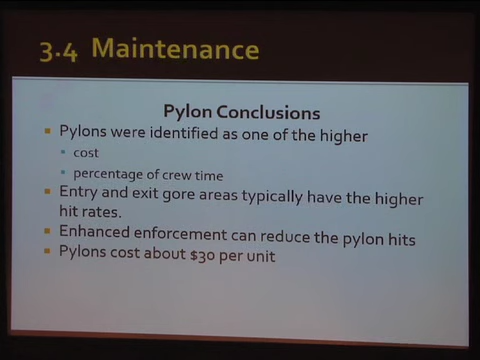 3.4 Maintenance
Pylon Conclusions
Pylons were identified as one of the higher
cost
percentage of crew time
Entry and exit gore areas typically have the higher
hit rates.
Enhanced enforcement can reduce the pylon hits
Pylons cost about $30 per unit